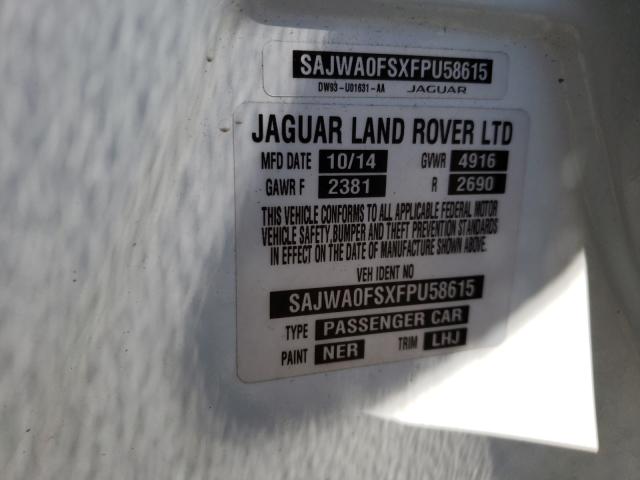 SAJWA0FSXFPU58615
DW93-U01631-AA JAGUAR
JAGUAR LAND ROVER LTD
MFD DATE 10/14 GVWR 4916
GAWR F 2381 R 2690
THIS VEHICLE CONFORMS TO ALL APPLICABLE FEDERAL MOTOR
VEHICLE SAFETY, BUMPER AND THEFT PREVENTION STANDARDS
IN EFFECT ON THE DATE OF MANUFACTURE SHOWN ABOVE.
VEH IDENT NO
SAJWA0FSXFPU58615
TYPE PASSENGER CAR
PAINT NER TRIM LHJ